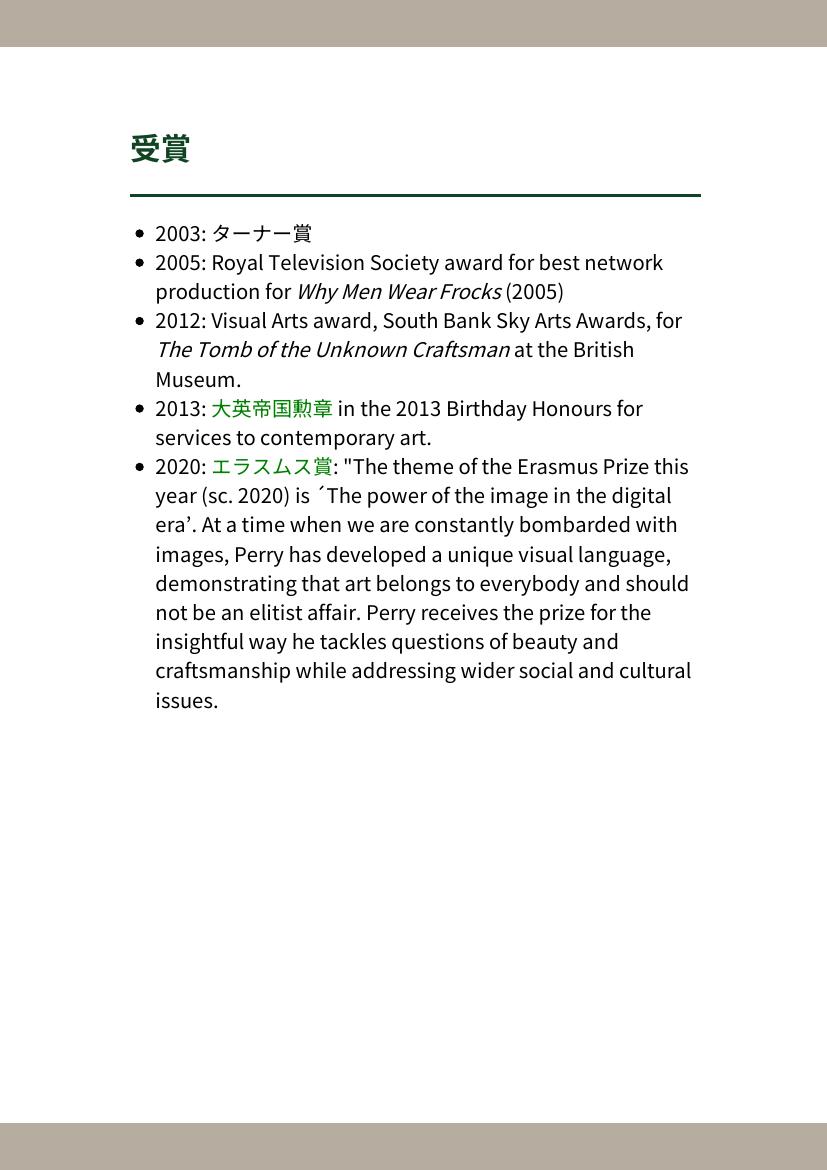 受賞
2003: ターナー賞
2005: Royal Television Society award for best network
production for Why Men Wear Frocks (2005)
2012: Visual Arts award, South Bank Sky Arts Awards, for
The Tomb of the Unknown Craftsman at the British
Museum.
2013: 大英帝国勲章 in the 2013 Birthday Honours for
services to contemporary art.
2020: エラスムス賞: "The theme of the Erasmus Prize this
year (sc. 2020) is ´The power of the image in the digital
era’. At a time when we are constantly bombarded with
images, Perry has developed a unique visual language,
demonstrating that art belongs to everybody and should
not be an elitist affair. Perry receives the prize for the
insightful way he tackles questions of beauty and
craftsmanship while addressing wider social and cultural
issues.